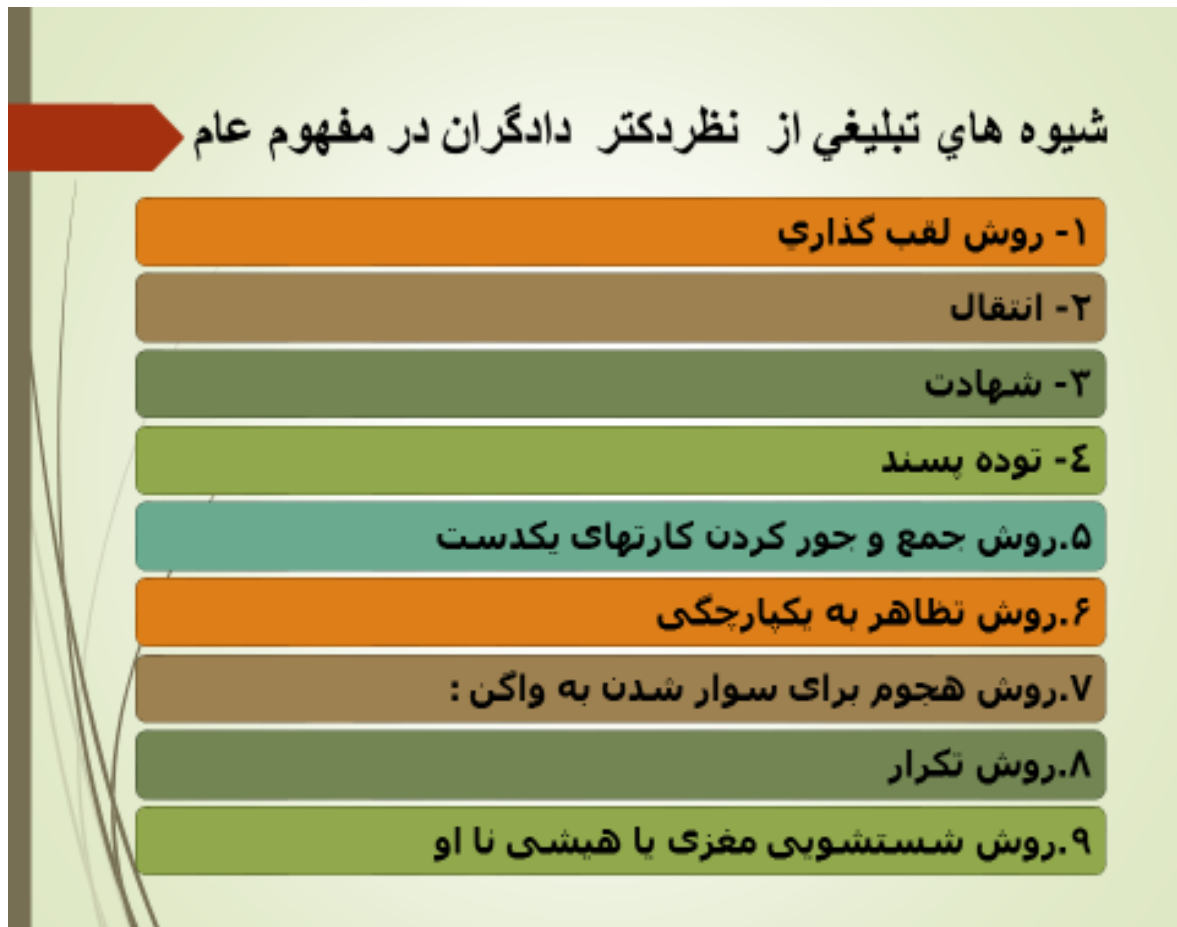 شيوه هاي تبليغي از نظردكتر دادگران در مفهوم عام
۱- روش لقب گذاري
۲- انتقال
۳- شهادت
٤- توده پسند
۵.روش جمع و جور کردن کارتهای یکدست
۶.روش تظاهر به یکپارچگی
۷.روش هجوم برای سوار شدن به واگن :
۸.روش تکرار
۹.روش شستشویی مغزی یا هیشی نا او